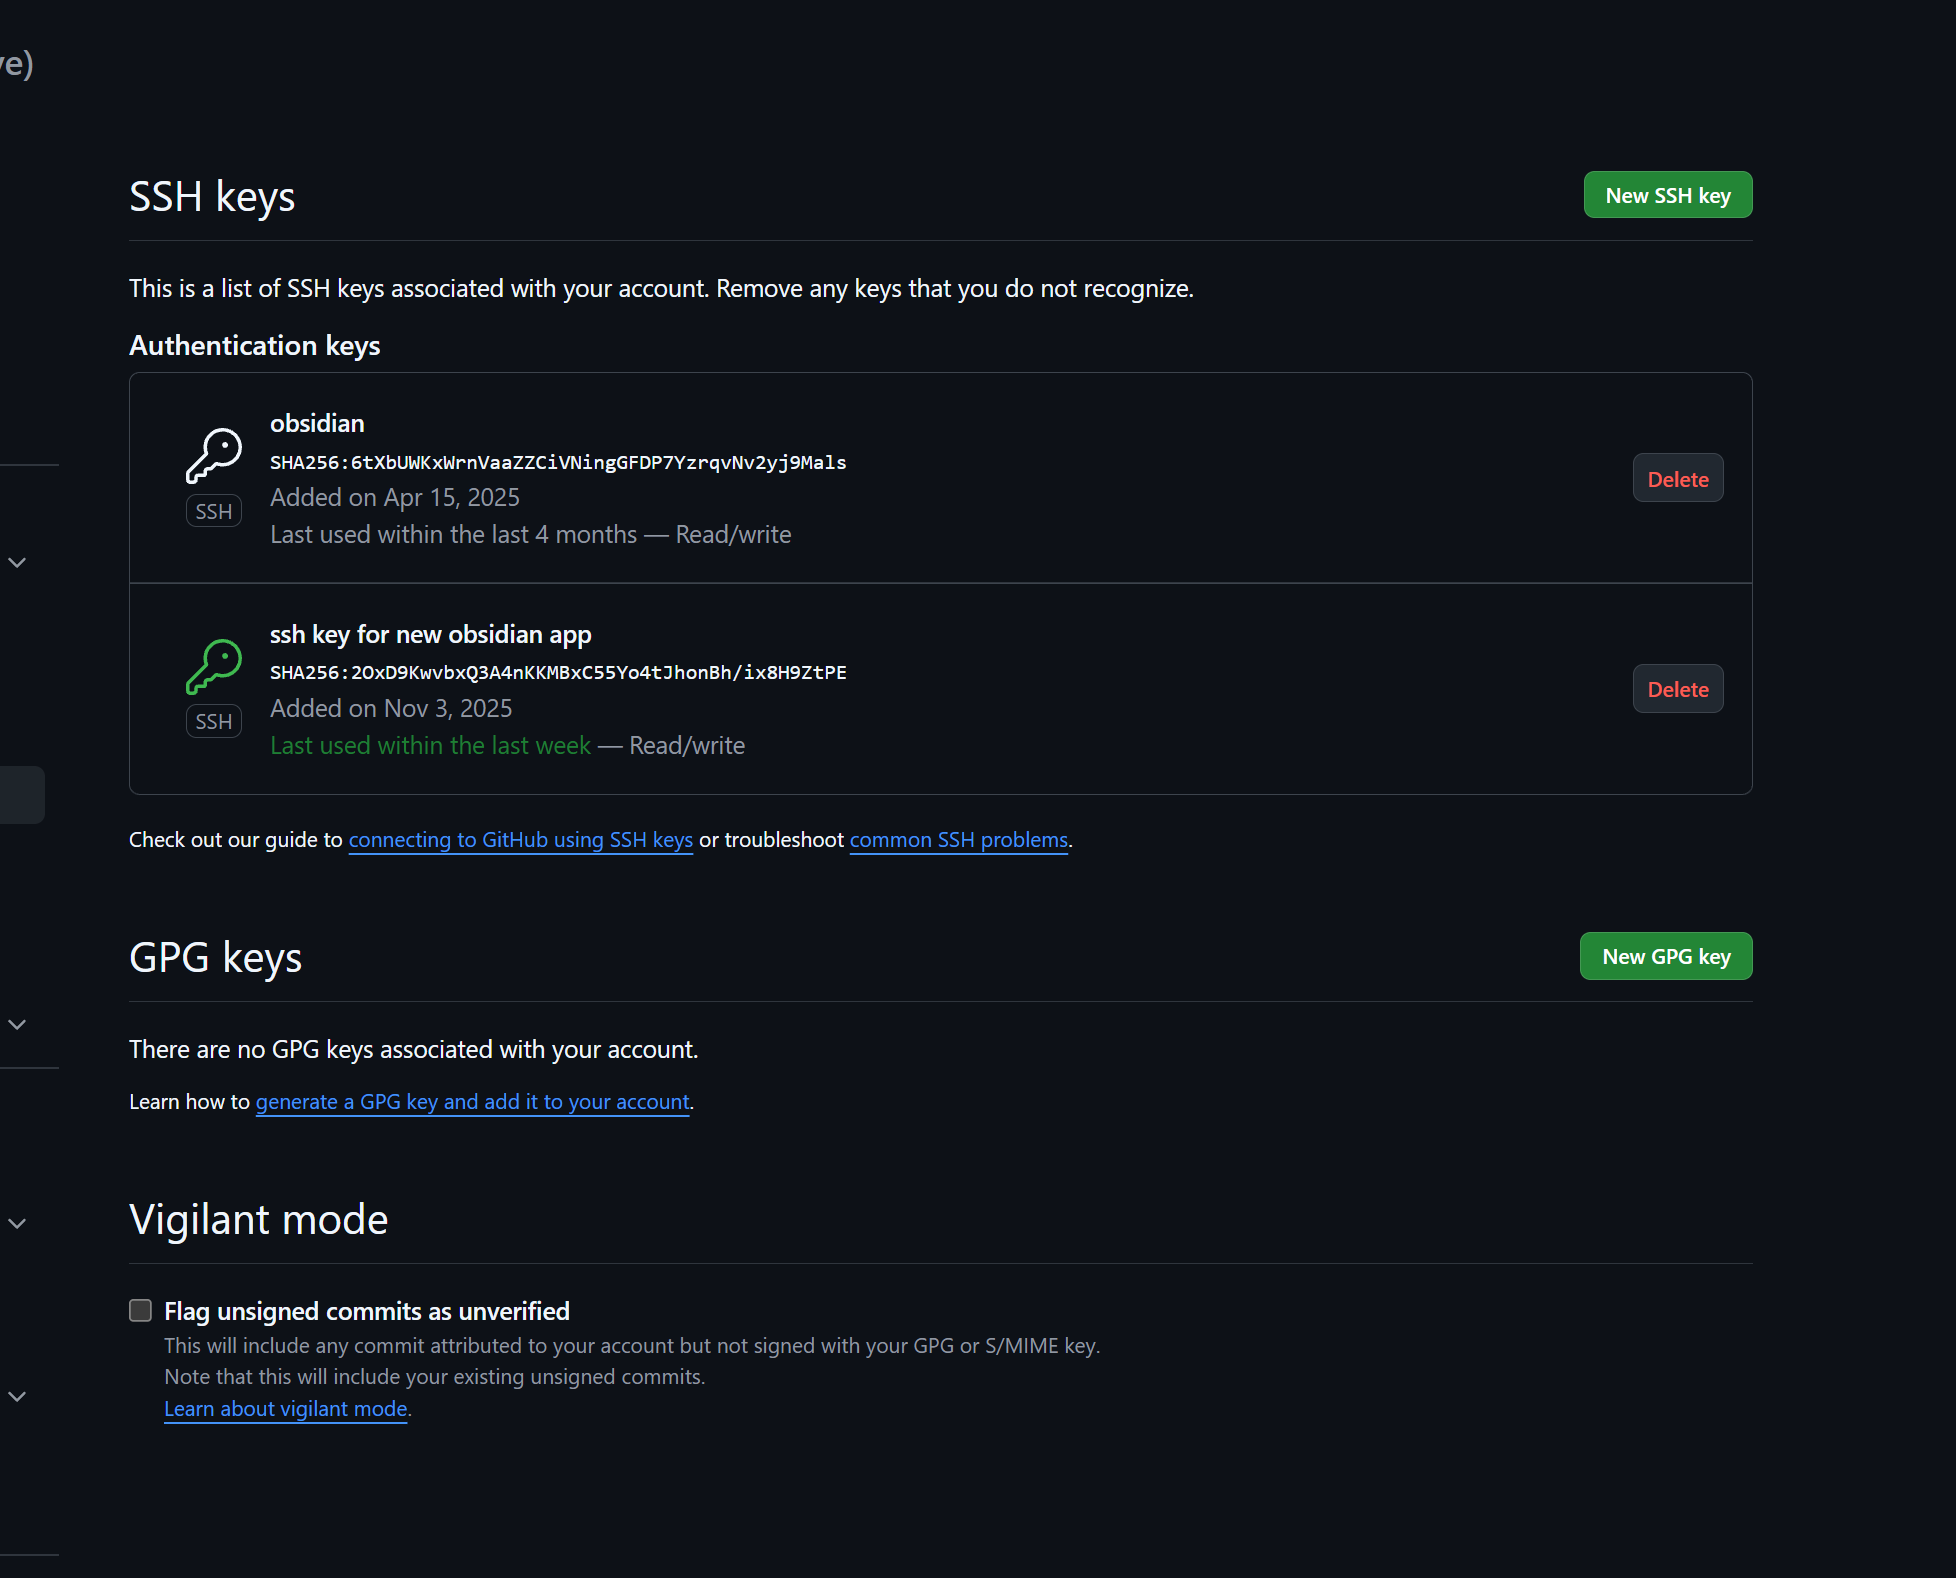 ve)
SSH keys
New SSH key
This is a list of SSH keys associated with your account. Remove any keys that you do not recognize.
Authentication keys
obsidian
SHA256:6tXbUWKxWrnVaaZZCiVNingGFDP7YzrqvNv2yj9Mals
Added on Apr 15, 2025
Last used within the last 4 months — Read/write
SSH
Delete
ssh key for new obsidian app
SHA256:2OxD9KwvbxQ3A4nKKMBxC55Yo4tJhonBh/ix8H9ZtPE
Added on Nov 3, 2025
Last used within the last week — Read/write
SSH
Delete
Check out our guide to connecting to GitHub using SSH keys or troubleshoot common SSH problems.
GPG keys
New GPG key
There are no GPG keys associated with your account.
Learn how to generate a GPG key and add it to your account.
Vigilant mode
Flag unsigned commits as unverified
This will include any commit attributed to your account but not signed with your GPG or S/MIME key.
Note that this will include your existing unsigned commits.
Learn about vigilant mode.